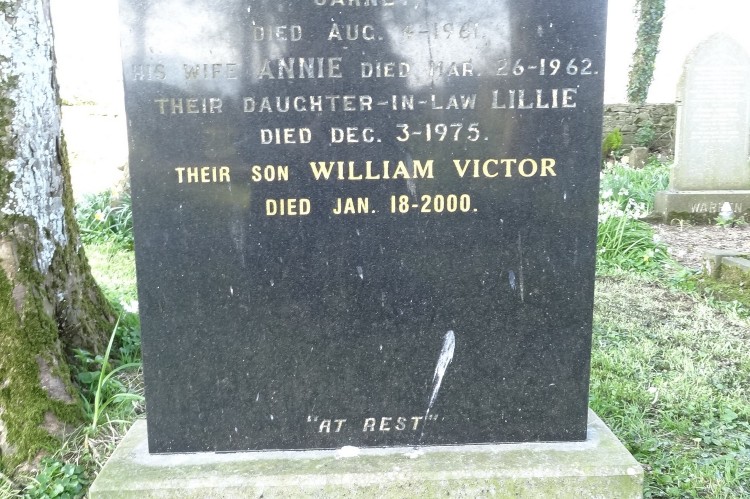 DIED AUG. -1961.
HIS WIFE ANNIE DIED MAR. 26-1962.
THEIR DAUGHTER-IN-LAW LILLIE
DIED DEC. 3-1975.
THEIR SON WILLIAM VICTOR
DIED JAN. 18-2000.
"AT REST"